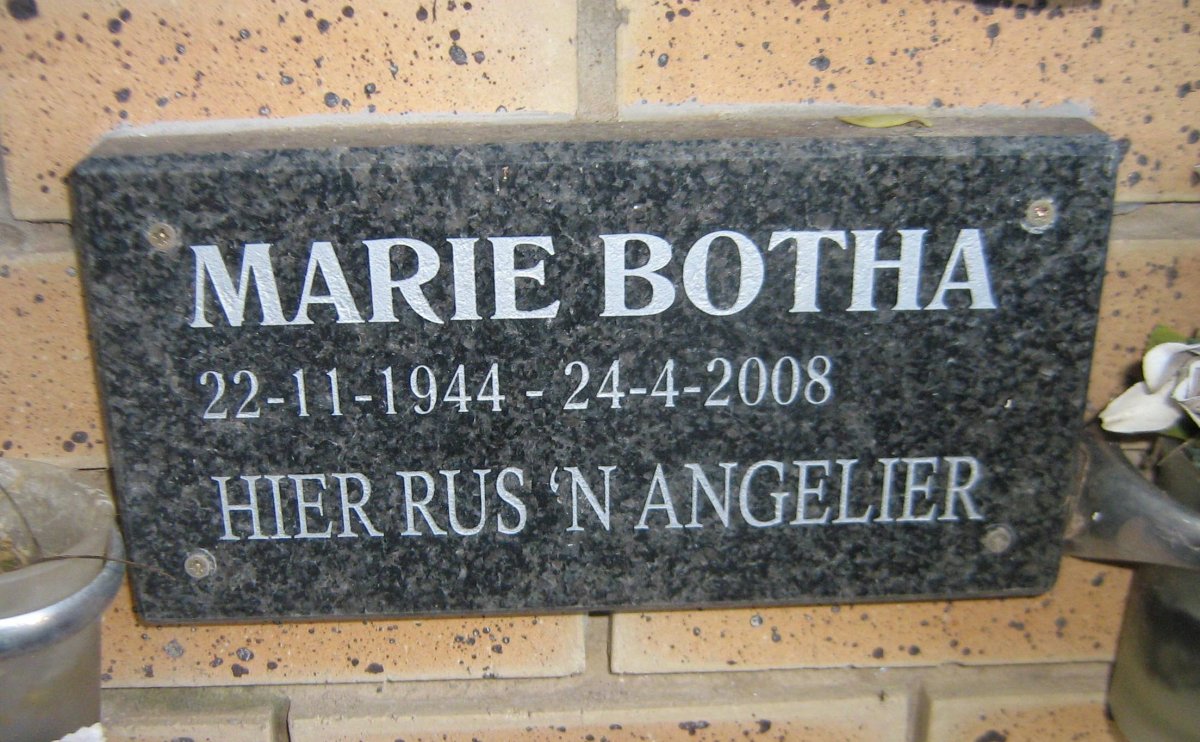 MARIE BOTHA
22-11-1944 - 24-4-2008
HIER RUS ‘N ANGELIER